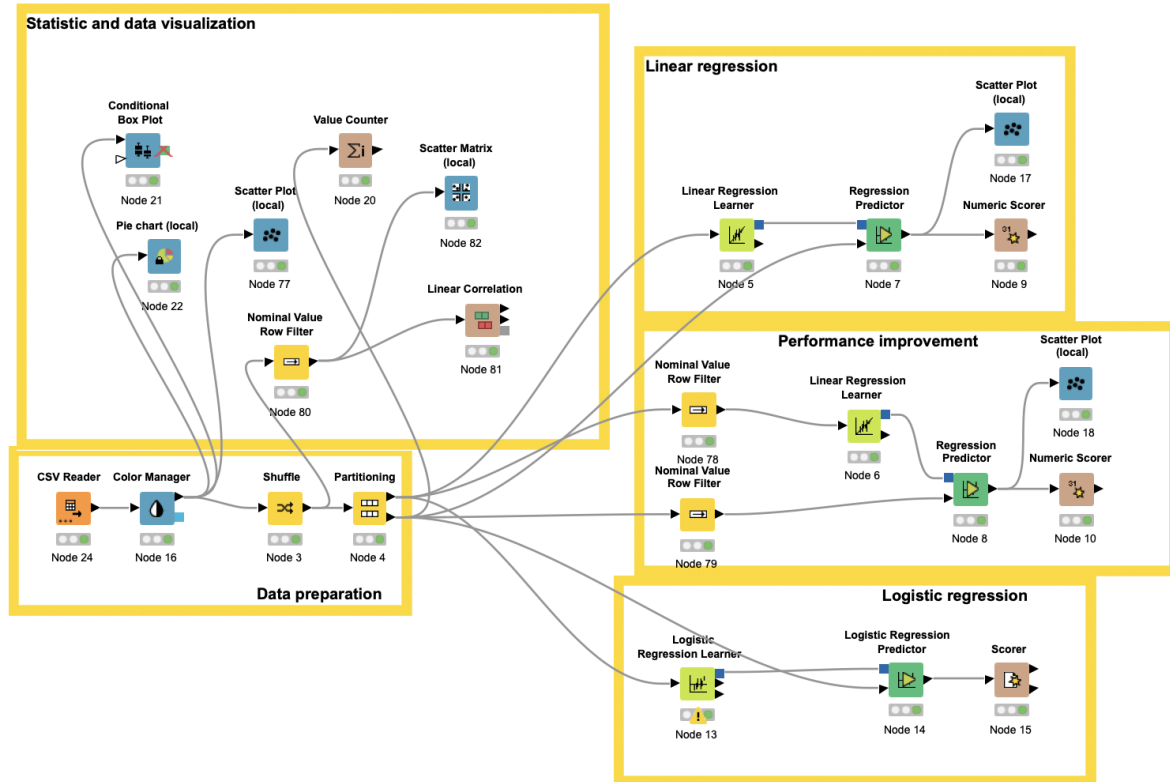 Statistic and data visualization
Conditional
Box Plot
Node 21
Pie chart (local)
Node 22
Scatter Plot
(local)
Node 77
Value Counter
Σi
Node 20
Scatter Matrix
(local)
Node 82
Nominal Value
Row Filter
Node 80
Linear Correlation
Node 81
CSV Reader
Node 24
Color Manager
Node 16
Shuffle
Node 3
Partitioning
Node 4
Data preparation
Linear regression
Linear Regression
Learner
Node 5
Regression
Predictor
Node 7
Scatter Plot
(local)
Node 17
Numeric Scorer
Node 9
Performance improvement
Nominal Value
Row Filter
Node 78
Nominal Value
Row Filter
Node 79
Linear Regression
Learner
Node 6
Regression
Predictor
Node 8
Scatter Plot
(local)
Node 18
Numeric Scorer
Node 10
Logistic regression
Logistic
Regression Learner
Node 13
Logistic Regression
Predictor
Node 14
Scorer
Node 15